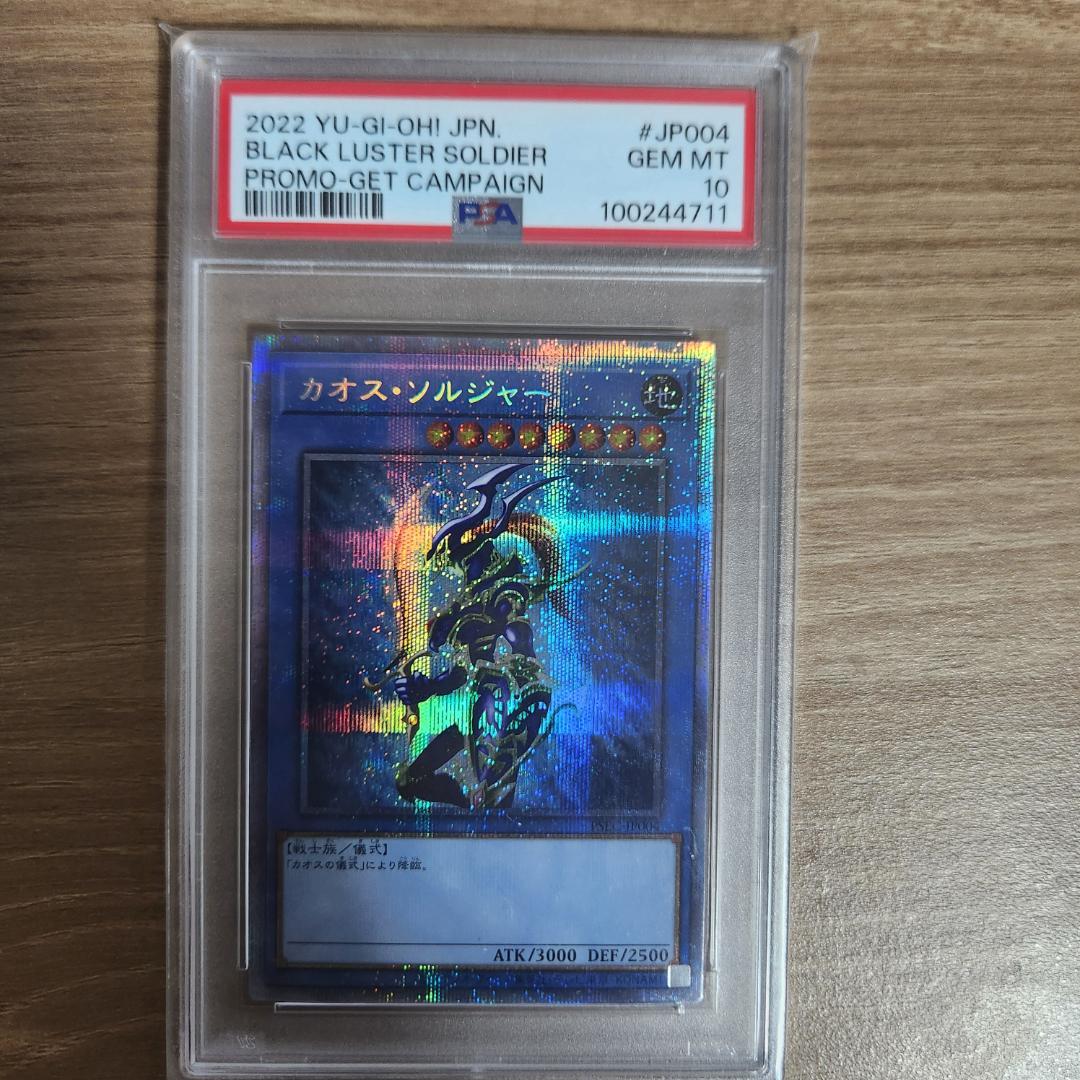 2022 YU-GI-OH! JPN. #JP004
BLACK LUSTER SOLDIER GEM MT
PROMO-GET CAMPAIGN 10
PSA 100244711
カオス・ソルジャー 地
【戦士族/儀式】
「カオスの儀式」により降臨。
ATK/3000 DEF/2500
KONAMI